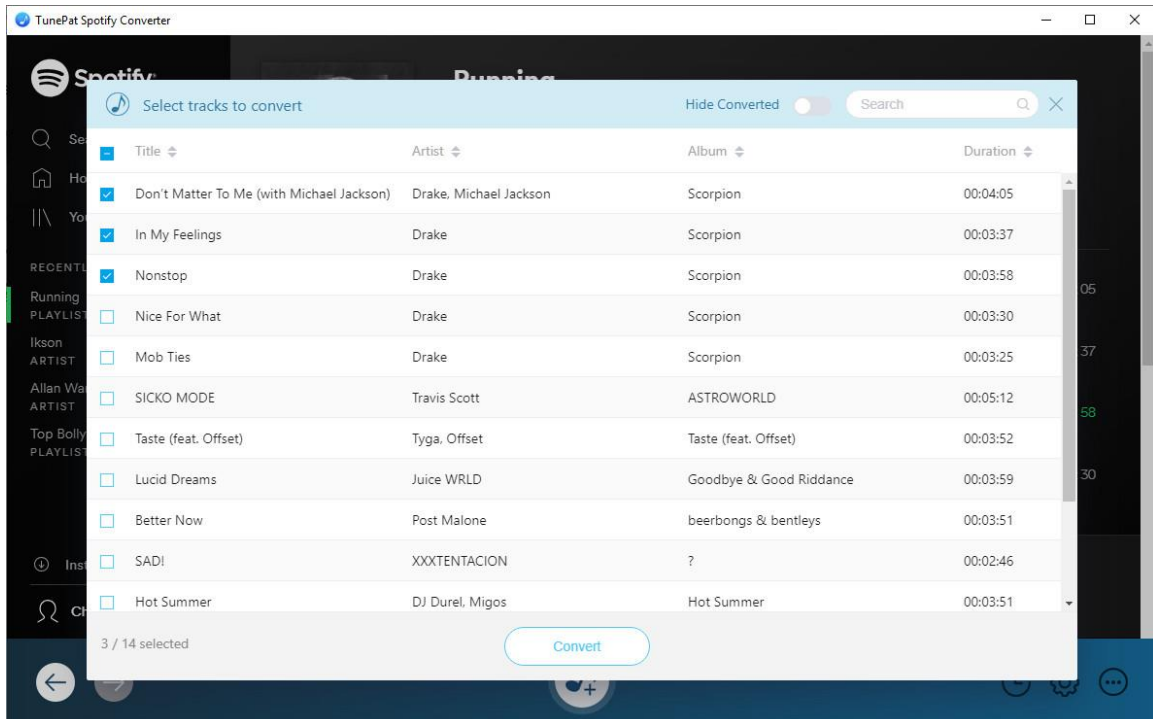 TunePat Spotify Converter
Spotify
Running
Select tracks to convert Hide Converted Search
Title Artist Album Duration
Don't Matter To Me (with Michael Jackson) Drake, Michael Jackson Scorpion 00:04:05
In My Feelings Drake Scorpion 00:03:37
Nonstop Drake Scorpion 00:03:58
Nice For What Drake Scorpion 00:03:30
Mob Ties Drake Scorpion 00:03:25
SICKO MODE Travis Scott ASTROWORLD 00:05:12
Taste (feat. Offset) Tyga, Offset Taste (feat. Offset) 00:03:52
Lucid Dreams Juice WRLD Goodbye & Good Riddance 00:03:59
Better Now Post Malone beerbongs & bentleys 00:03:51
SAD! XXXTENTACION ? 00:02:46
Hot Summer DJ Durel, Migos Hot Summer 00:03:51
3 / 14 selected Convert
Running
PLAYLIST
Ikson
ARTIST
Allan
ARTIST
Top Bolly
PLAYLIST
05
37
58
30